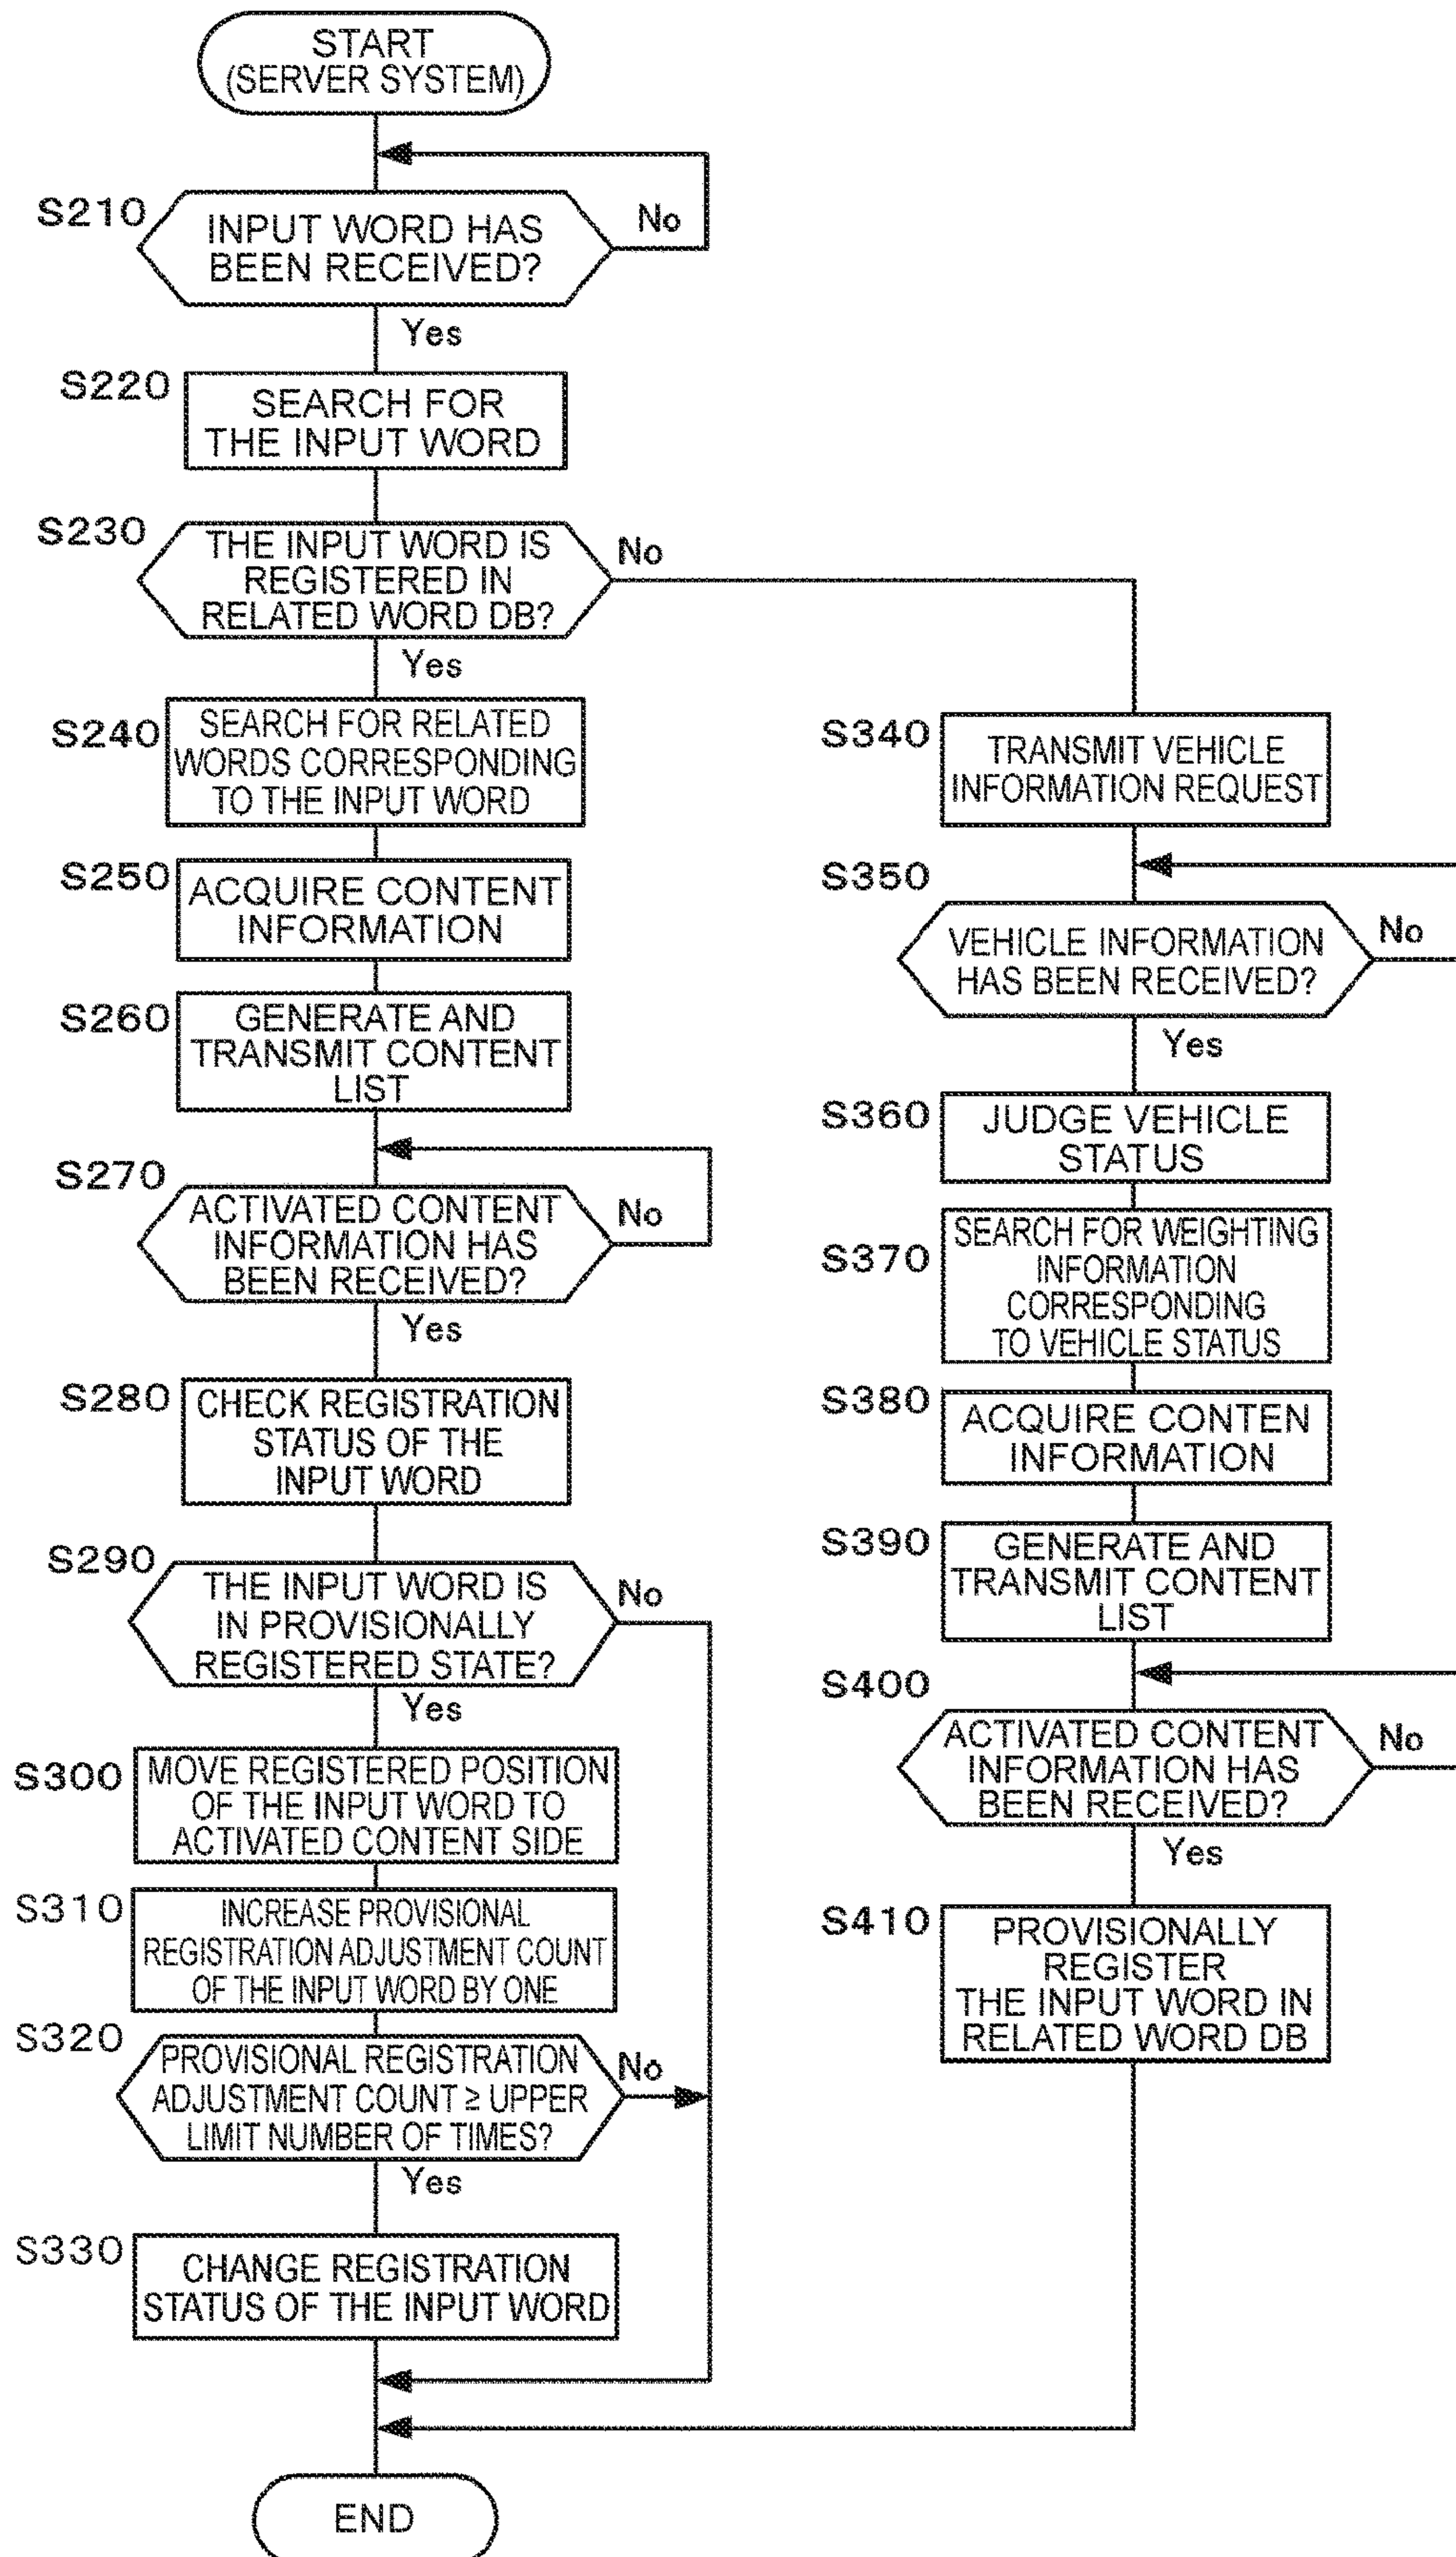 START
(SERVER SYSTEM)
S210
INPUT WORD HAS
BEEN RECEIVED?
No
Yes
S220
SEARCH FOR
THE INPUT WORD
S230
THE INPUT WORD IS
REGISTERED IN
RELATED WORD DB?
No
Yes
S240
SEARCH FOR RELATED
WORDS CORRESPONDING
TO THE INPUT WORD
S250
ACQUIRE CONTENT
INFORMATION
S260
GENERATE AND
TRANSMIT CONTENT
LIST
S270
ACTIVATED CONTENT
INFORMATION HAS
BEEN RECEIVED?
No
Yes
S280
CHECK REGISTRATION
STATUS OF THE
INPUT WORD
S290
THE INPUT WORD IS
IN PROVISIONALLY
REGISTERED STATE?
No
Yes
S300
MOVE REGISTERED POSITION
OF THE INPUT WORD TO
ACTIVATED CONTENT SIDE
S310
INCREASE PROVISIONAL
REGISTRATION ADJUSTMENT COUNT
OF THE INPUT WORD BY ONE
S320
PROVISIONAL REGISTRATION
ADJUSTMENT COUNT ≥ UPPER
LIMIT NUMBER OF TIMES?
No
Yes
S330
CHANGE REGISTRATION
STATUS OF THE INPUT WORD
END
S340
TRANSMIT VEHICLE
INFORMATION REQUEST
S350
VEHICLE INFORMATION
HAS BEEN RECEIVED?
No
Yes
S360
JUDGE VEHICLE
STATUS
S370
SEARCH FOR WEIGHTING
INFORMATION
CORRESPONDING
TO VEHICLE STATUS
S380
ACQUIRE CONTEN
INFORMATION
S390
GENERATE AND
TRANSMIT CONTENT
LIST
S400
ACTIVATED CONTENT
INFORMATION HAS
BEEN RECEIVED?
No
Yes
S410
PROVISIONALLY
REGISTER
THE INPUT WORD IN
RELATED WORD DB